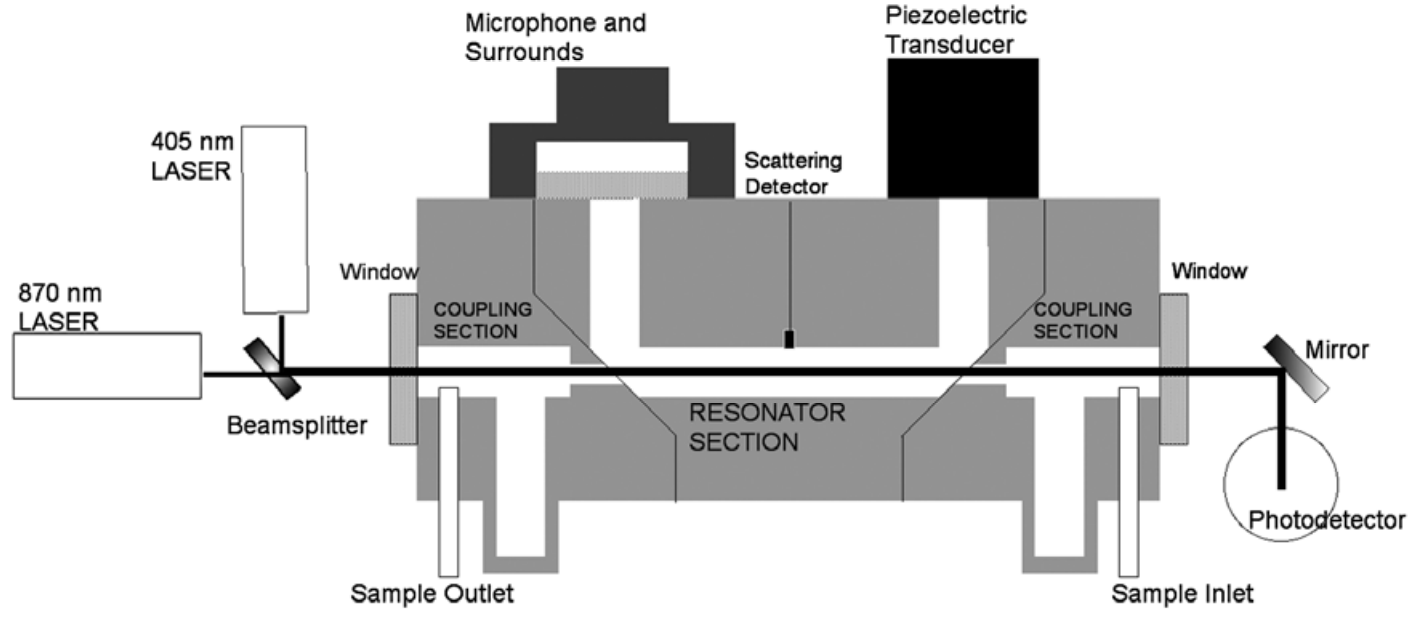 Microphone and
Surrounds
Piezoelectric
Transducer
405 nm
LASER
Scattering
Detector
Window
Window
870 nm
LASER
COUPLING
SECTION
COUPLING
SECTION
Mirror
Beamsplitter
RESONATOR
SECTION
Photodetector
Sample Outlet
Sample Inlet